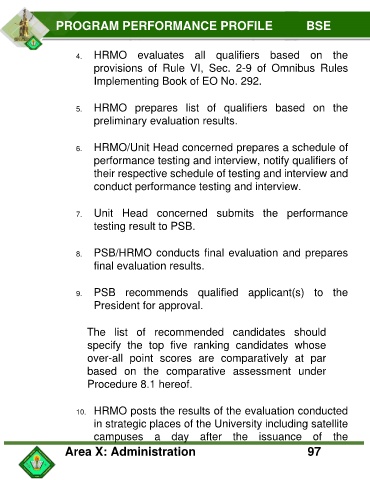 PROGRAM PERFORMANCE PROFILE BSE
4. HRMO evaluates all qualifiers based on the
provisions of Rule VI, Sec. 2-9 of Omnibus Rules
Implementing Book of EO No. 292.
5. HRMO prepares list of qualifiers based on the
preliminary evaluation results.
6. HRMO/Unit Head concerned prepares a schedule of
performance testing and interview, notify qualifiers of
their respective schedule of testing and interview and
conduct performance testing and interview.
7. Unit Head concerned submits the performance
testing result to PSB.
8. PSB/HRMO conducts final evaluation and prepares
final evaluation results.
9. PSB recommends qualified applicant(s) to the
President for approval.
The list of recommended candidates should
specify the top five ranking candidates whose
over-all point scores are comparatively at par
based on the comparative assessment under
Procedure 8.1 hereof.
10. HRMO posts the results of the evaluation conducted
in strategic places of the University including satellite
campuses a day after the issuance of the
Area X: Administration 97